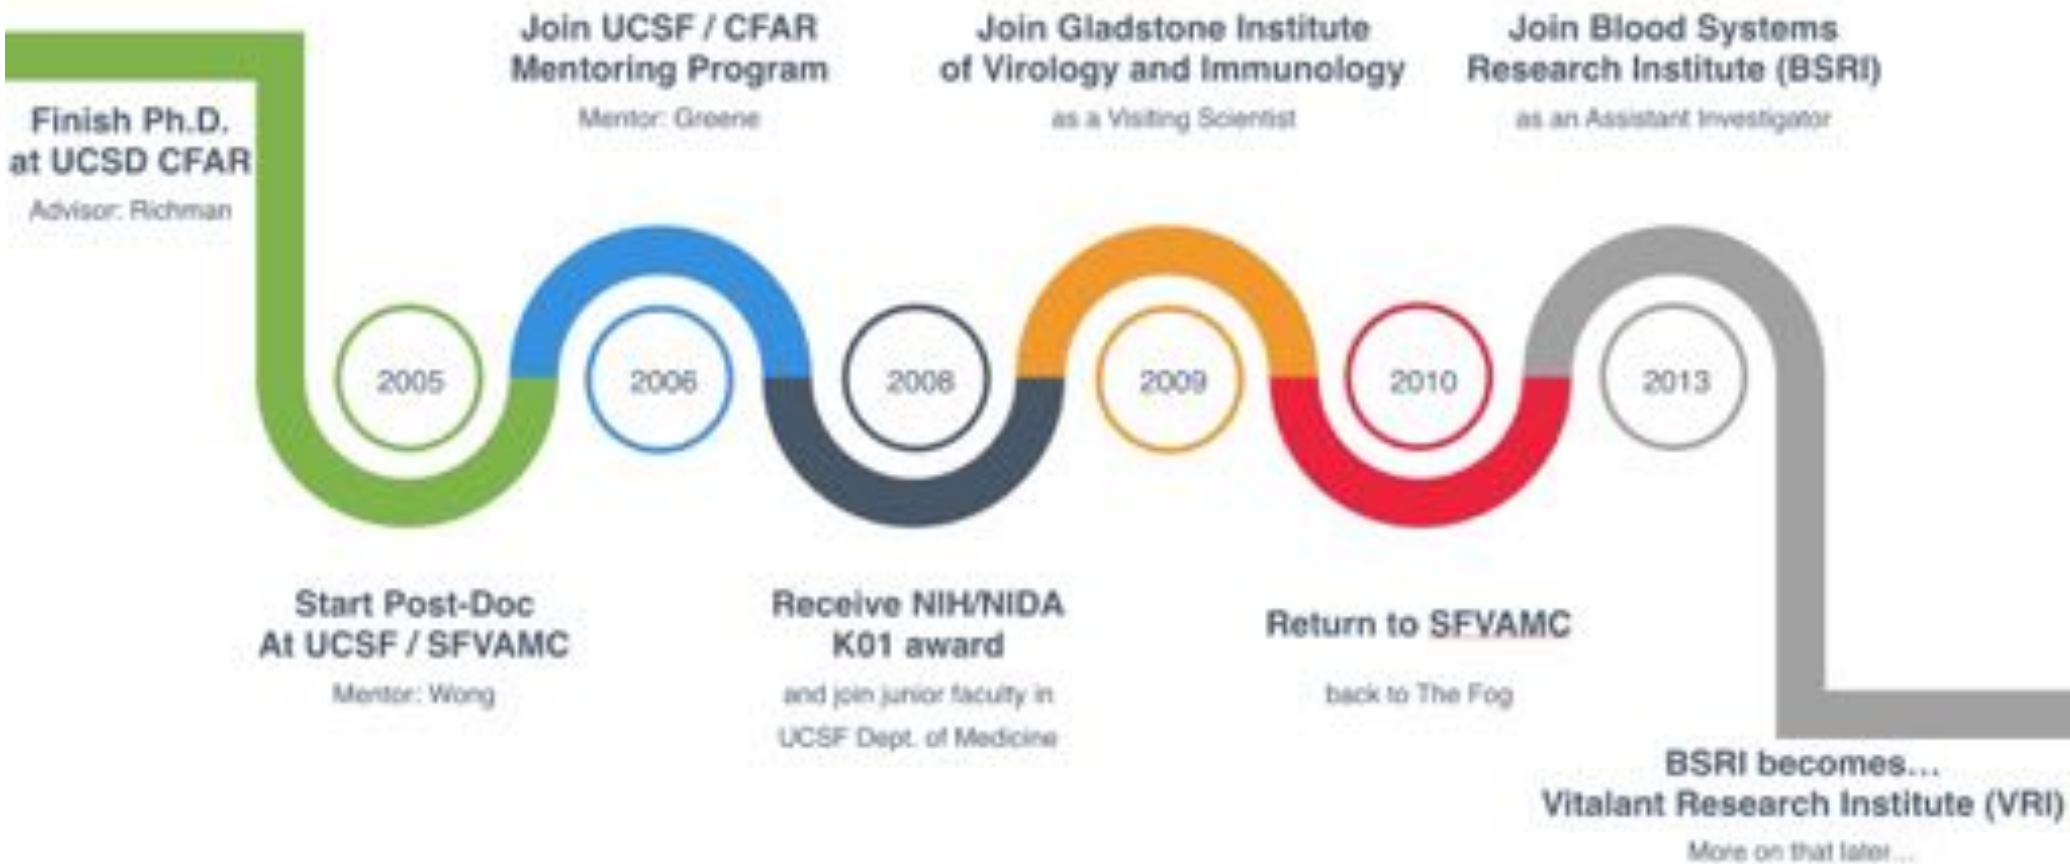 Finish Ph.D.
at UCSD CFAR
Advisor: Richman
Join UCSF / CFAR
Mentoring Program
Mentor: Greene
Join Gladstone Institute
of Virology and Immunology
as a Visiting Scientist
Join Blood Systems
Research Institute (BSRI)
as an Assistant Investigator
2005
2006
2008
2009
2010
2013
Start Post-Doc
At UCSF / SFVAMC
Mentor: Wong
Receive NIH/NIDA
K01 award
and join junior faculty in
UCSF Dept. of Medicine
Return to SFVAMC
back to The Fog
BSRI becomes...
Vitalant Research Institute (VRI)
More on that later...